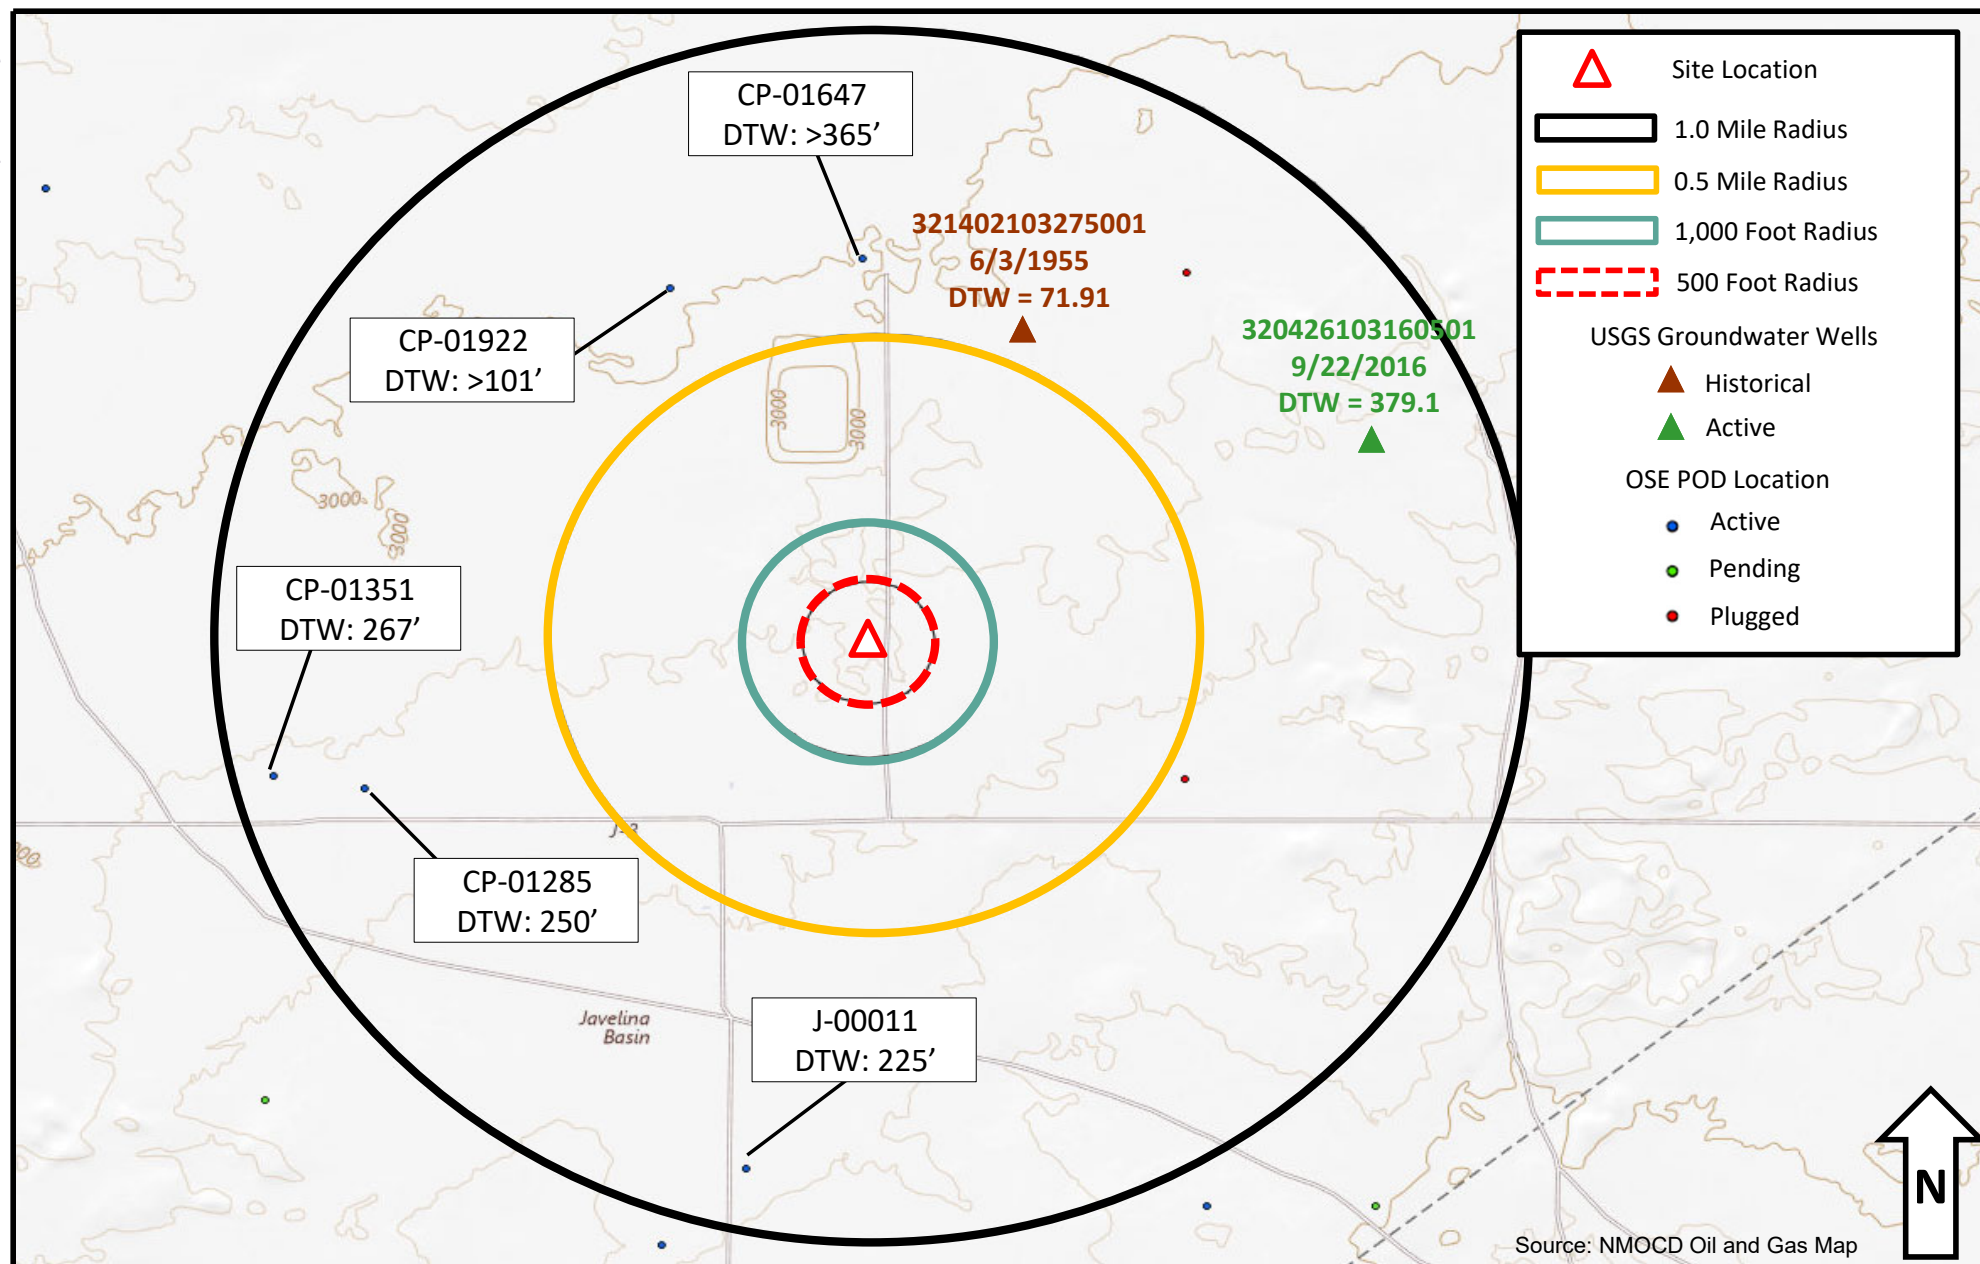 CP-01647
DTW: >365’
321402103275001
6/3/1955
DTW = 71.91
320426103160501
9/22/2016
DTW = 379.1
CP-01922
DTW: >101’
3000
3000
3000
3000
CP-01351
DTW: 267’
CP-01285
DTW: 250’
J-3
Javelina
Basin
J-00011
DTW: 225’
Site Location
1.0 Mile Radius
0.5 Mile Radius
1,000 Foot Radius
500 Foot Radius
USGS Groundwater Wells
Historical
Active
OSE POD Location
Active
Pending
Plugged
N
Source: NMOCD Oil and Gas Map